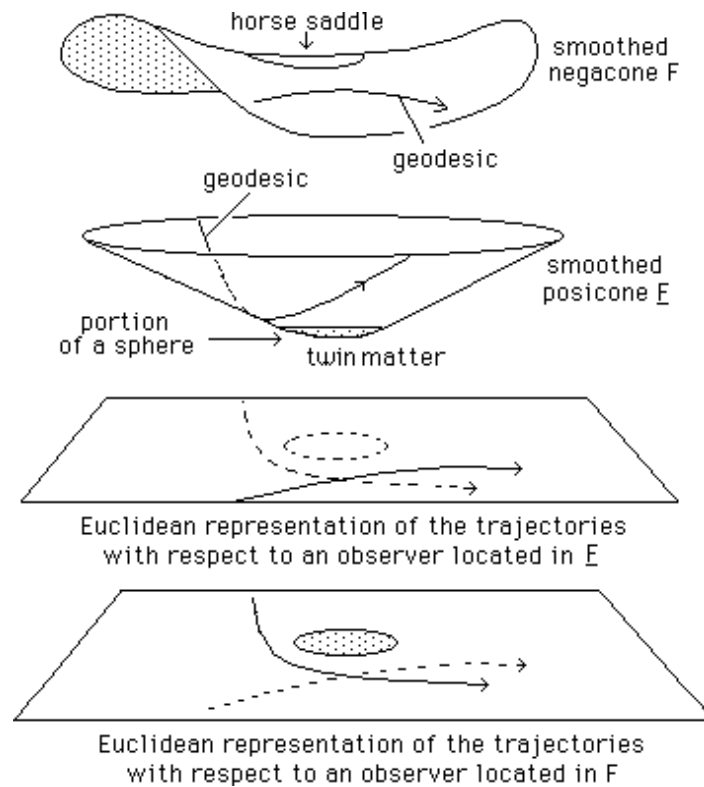 horse saddle
smoothed
negacone F
geodesic
geodesic
smoothed
posicone F
portion
of a sphere
twin matter
Euclidean representation of the trajectories
with respect to an observer located in F
Euclidean representation of the trajectories
with respect to an observer located in F